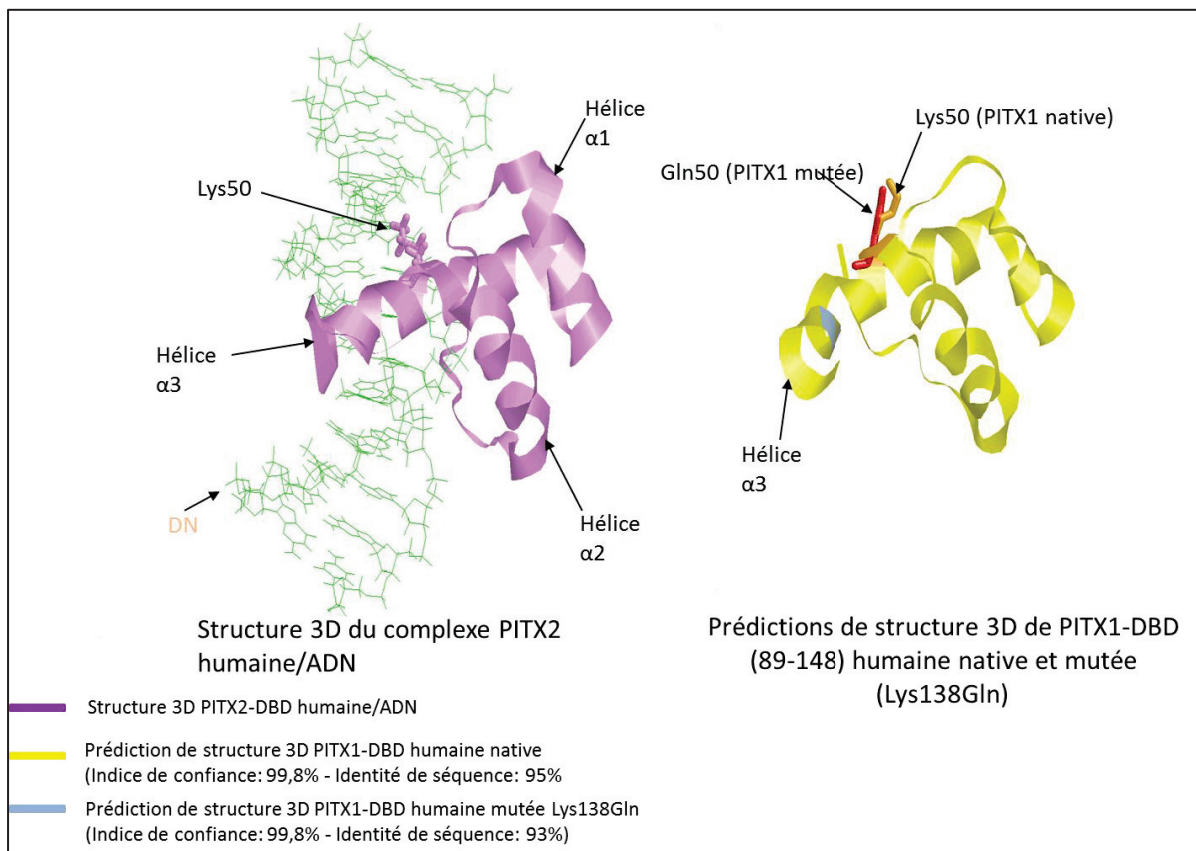 Hélice
α1
Lys50
Hélice
α3
DN
Hélice
α2
Structure 3D du complexe PITX2
humaine/ADN
Lys50 (PITX1 native)
Gln50 (PITX1 mutée)
Hélice
α3
Prédictions de structure 3D de PITX1-DBD
(89-148) humaine native et mutée
(Lys138Gln)
Structure 3D PITX2-DBD humaine/ADN
Prédiction de structure 3D PITX1-DBD humaine native
(Indice de confiance: 99,8% - Identité de séquence: 95%
Prédiction de structure 3D PITX1-DBD humaine mutée Lys138Gln
(Indice de confiance: 99,8% - Identité de séquence: 93%)